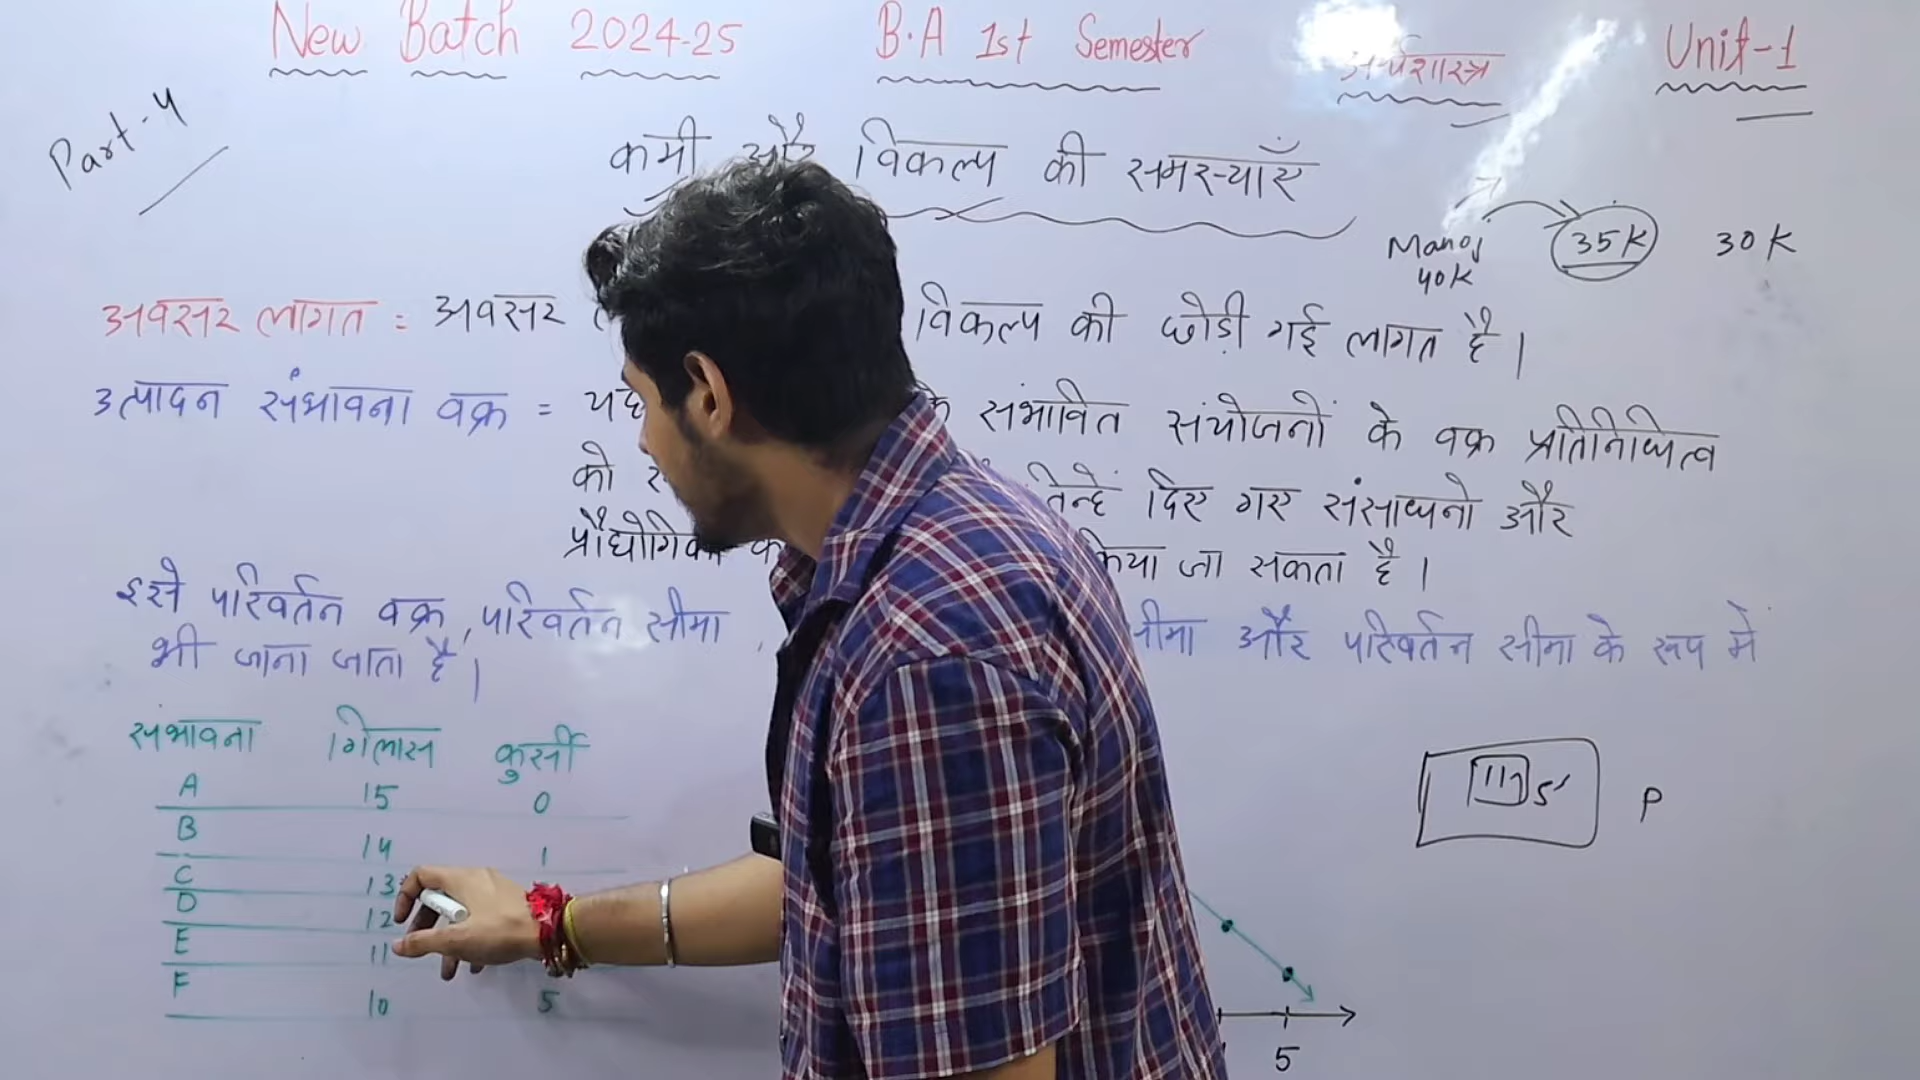 New Batch 2024-25 B.A 1st Semester अर्थशास्त्र Unit-1
Part-4
कमी और विकल्प की समस्याएँ
Manoj 35K 30K
40K
अवसर लागत = अवसर विकल्प की छोड़ी गई लागत है।
उत्पादन संभावना वक्र = यह के संभावित संयोजनों के वक्र प्रतिनिधित्व
को जिन्हें दिए गए संसाधनो और
प्रौद्योगिकी किया जा सकता है।
इसे परिवर्तन वक्र, परिवर्तन सीमा सीमा और परिवर्तन सीमा के रूप मे
भी जाना जाता है।
संभावना गिलास कुर्सी
A 15 0
B 14 1
C 13
D 12
E 11
F 10 5
P
5